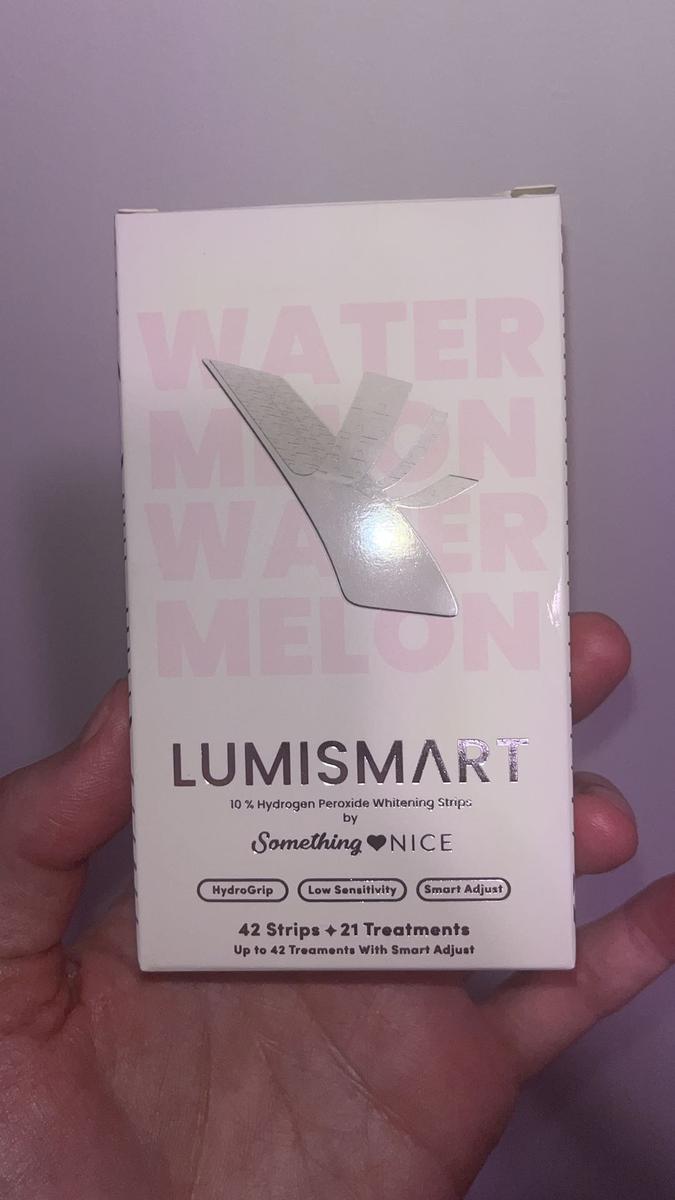 WATER
MELON
WATER
MELON
LUMISMART
10 % Hydrogen Peroxide Whitening Strips
by
Something♥NICE
HydroGrip Low Sensitivity Smart Adjust
42 Strips ✦ 21 Treatments
Up to 42 Treaments With Smart Adjust